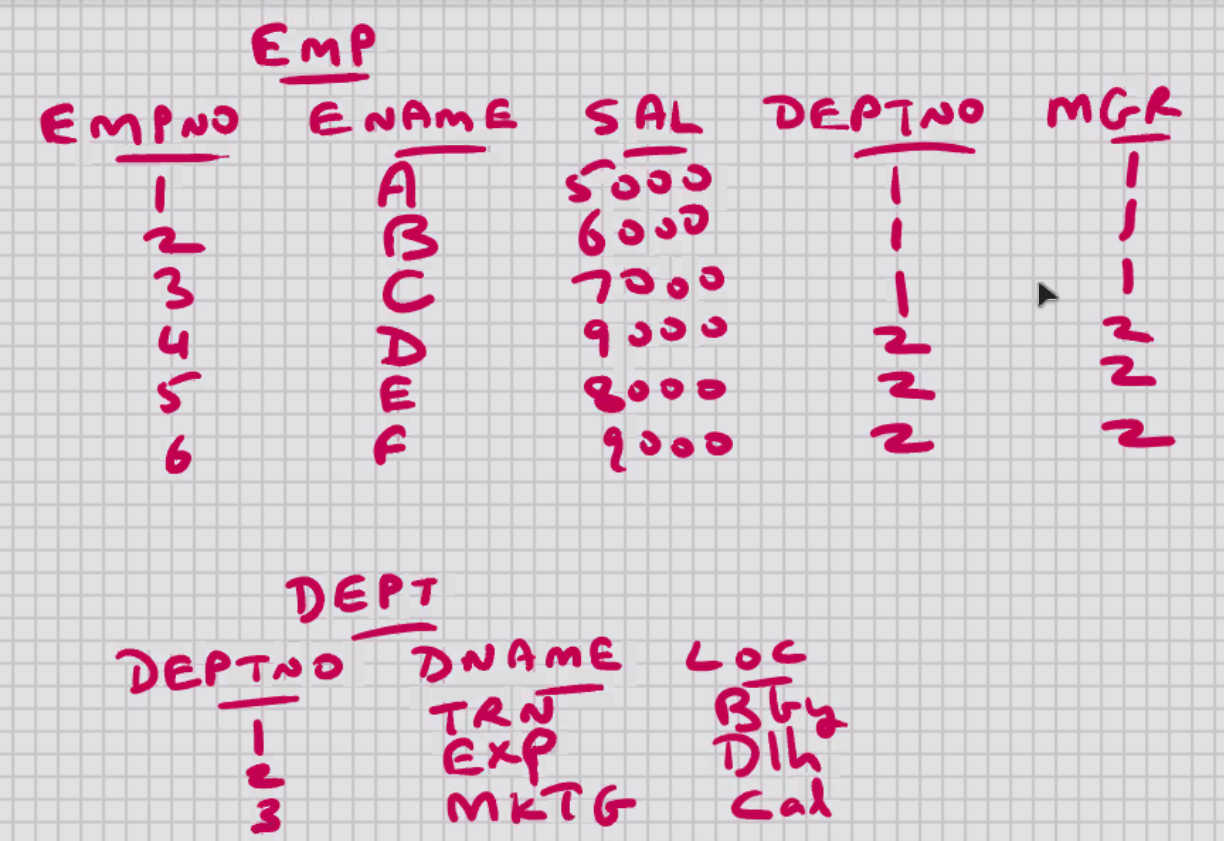 EMP
EMPNO ENAME SAL DEPTNO MGR
1 A 5000 1 1
2 B 6000 1 1
3 C 7000 1 1
4 D 9000 2 2
5 E 8000 2 2
6 F 9000 2 2
DEPT
DEPTNO DNAME LOC
1 TRN Bby
2 EXP Dlh
3 MKTG Cal